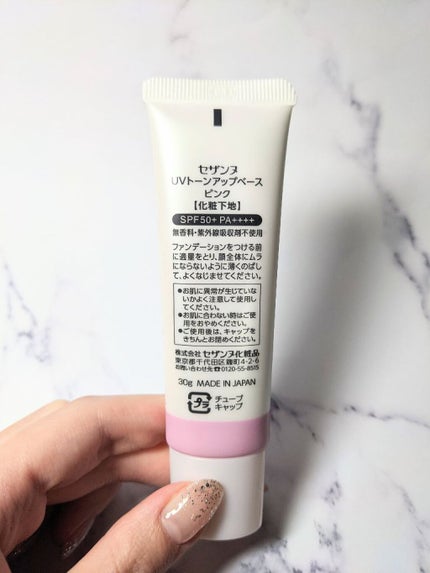 セザンヌ
UVトーンアップベース
ピンク
【化粧下地】
SPF50+ PA++++
無香料・紫外線吸収剤不使用
ファンデーションをつける前
に適量をとり、顔全体にムラ
にならないように薄くのばし
て、よくなじませてください。
●お肌に異常が生じていな
いかよく注意して使用し
てください。
●お肌に合わない時はご使
用をおやめください。
●ご使用後は、キャップを
きちんとお閉めください。
株式会社 セザンヌ化粧品
東京都千代田区麹町4-2-6
お問い合わせ先 0120-55-8515
30g MADE IN JAPAN
プラ チューブ
キャップ